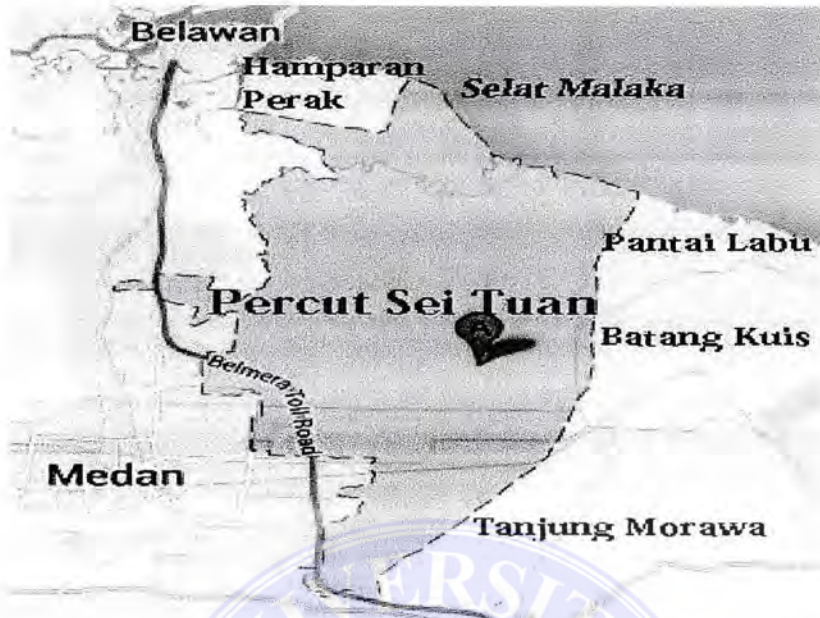 Belawan
Hamparan
Perak
Selat Malaka
Pantai Labu
Percut Sei Tuan
Batang Kuis
Belmera Toll Road
Medan
Tanjung Morawa